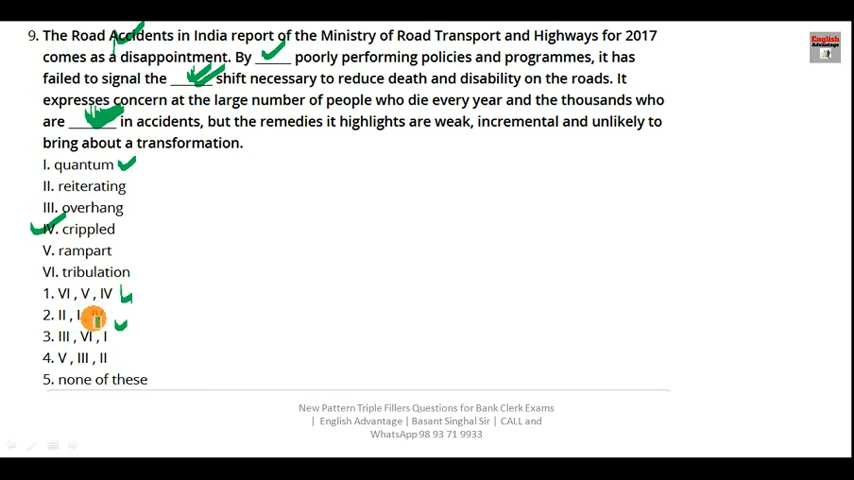 9. The Road Accidents in India report of the Ministry of Road Transport and Highways for 2017
comes as a disappointment. By ______ poorly performing policies and programmes, it has
failed to signal the _______ shift necessary to reduce death and disability on the roads. It
expresses concern at the large number of people who die every year and the thousands who
are ________ in accidents, but the remedies it highlights are weak, incremental and unlikely to
bring about a transformation.
I. quantum
II. reiterating
III. overhang
IV. crippled
V. rampart
VI. tribulation
1. VI , V , IV
2. II , I
3. III , VI , I
4. V , III , II
5. none of these
New Pattern Triple Fillers Questions for Bank Clerk Exams
| English Advantage | Basant Singhal Sir | CALL and
WhatsApp 98 93 71 9933
English
Advantage